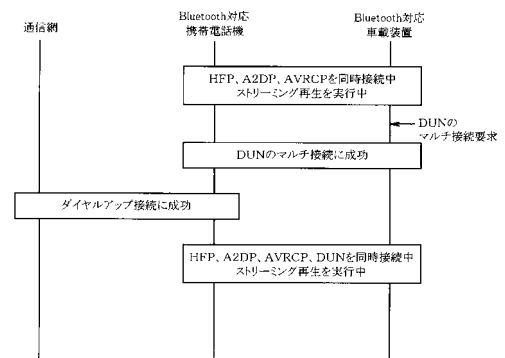 通信網
Bluetooth対応
携帯電話機
Bluetooth対応
車載装置
HFP、A2DP、AVRCPを同時接続中
ストリーミング再生を実行中
DUNの
マルチ接続要求
DUNのマルチ接続に成功
ダイヤルアップ接続に成功
HFP、A2DP、AVRCP、DUNを同時接続中
ストリーミング再生を実行中